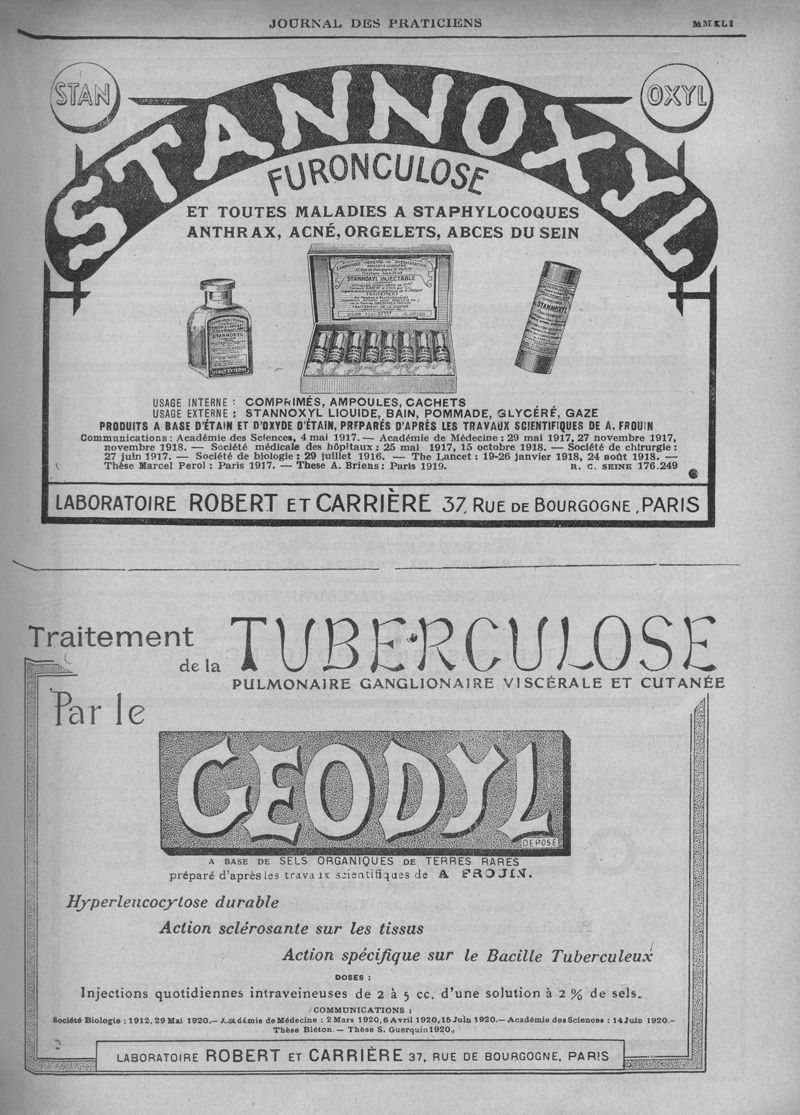 JOURNAL DES PRATICIENS
MMXLI
STAN
OXYL
STANNOXYL
FURONCULOSE
ET TOUTES MALADIES A STAPHYLOCOQUES
ANTHRAX, ACNÉ, ORGELETS, ABCES DU SEIN
STANNOXYL INJECTABLE
TRAITEMENT
STANNOXYL
USAGE EXTERNE
STANNOXYL
USAGE INTERNE : COMPRIMÉS, AMPOULES, CACHETS
USAGE EXTERNE : STANNOXYL LIQUIDE, BAIN, POMMADE, GLYCÉRÉ, GAZE
PRODUITS A BASE D'ÉTAIN ET D'OXYDE D'ÉTAIN, PRÉPARÉS D'APRÈS LES TRAVAUX SCIENTIFIQUES DE A. FROUIN
Communications : Académie des Sciences, 4 mai 1917. — Académie de Médecine : 29 mai 1917, 27 novembre 1917,
novembre 1918. — Société médicale des hôpitaux : 25 mai 1917, 15 octobre 1918. — Société de chirurgie :
27 juin 1917. — Société de biologie : 29 juillet 1916. — The Lancet : 19-26 janvier 1918, 24 août 1918. —
Thèse Marcel Perol : Paris 1917. — These A. Briens : Paris 1919. R. C. SEINE 176.249
LABORATOIRE ROBERT ET CARRIÈRE 37, RUE DE BOURGOGNE, PARIS
Traitement
de la TUBERCULOSE
PULMONAIRE GANGLIONAIRE VISCÉRALE ET CUTANÉE
Par le
GEODYL
DEPOSÉ
A BASE DE SELS ORGANIQUES DE TERRES RARES
préparé d'après les travaux scientifiques de A FROUIN.
Hyperleucocytose durable
Action sclérosante sur les tissus
Action spécifique sur le Bacille Tuberculeux
DOSES :
Injections quotidiennes intraveineuses de 2 à 5 cc. d'une solution à 2 % de sels.
COMMUNICATIONS :
Société Biologie : 1912, 29 Mai 1920.— Académie de Médecine : 2 Mars 1920, 6 Avril 1920, 15 Juin 1920.— Académie des Sciences : 14 Juin 1920.—
Thèse Bléton. — Thèse S. Guerquin 1920.
LABORATOIRE ROBERT ET CARRIÈRE 37, RUE DE BOURGOGNE, PARIS